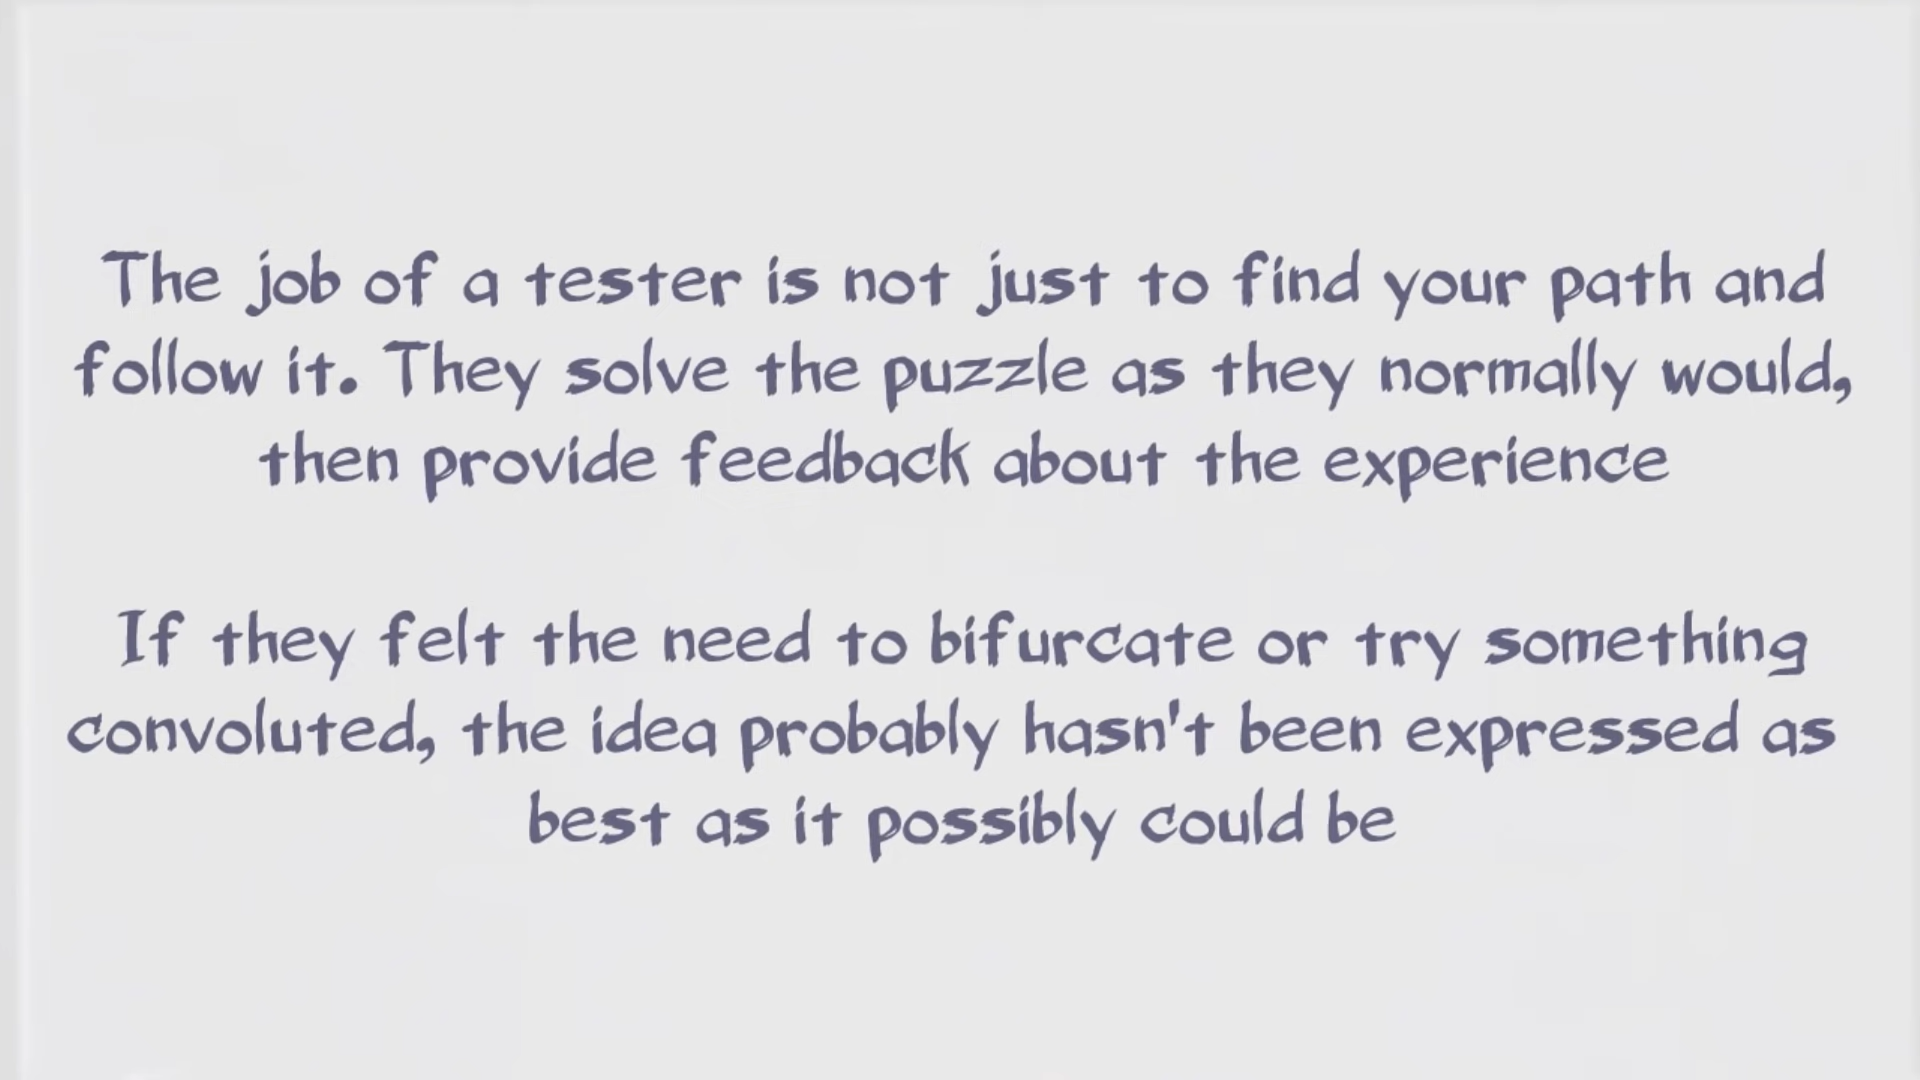 The job of a tester is not just to find your path and
follow it. They solve the puzzle as they normally would,
then provide feedback about the experience
If they felt the need to bifurcate or try something
convoluted, the idea probably hasn't been expressed as
best as it possibly could be